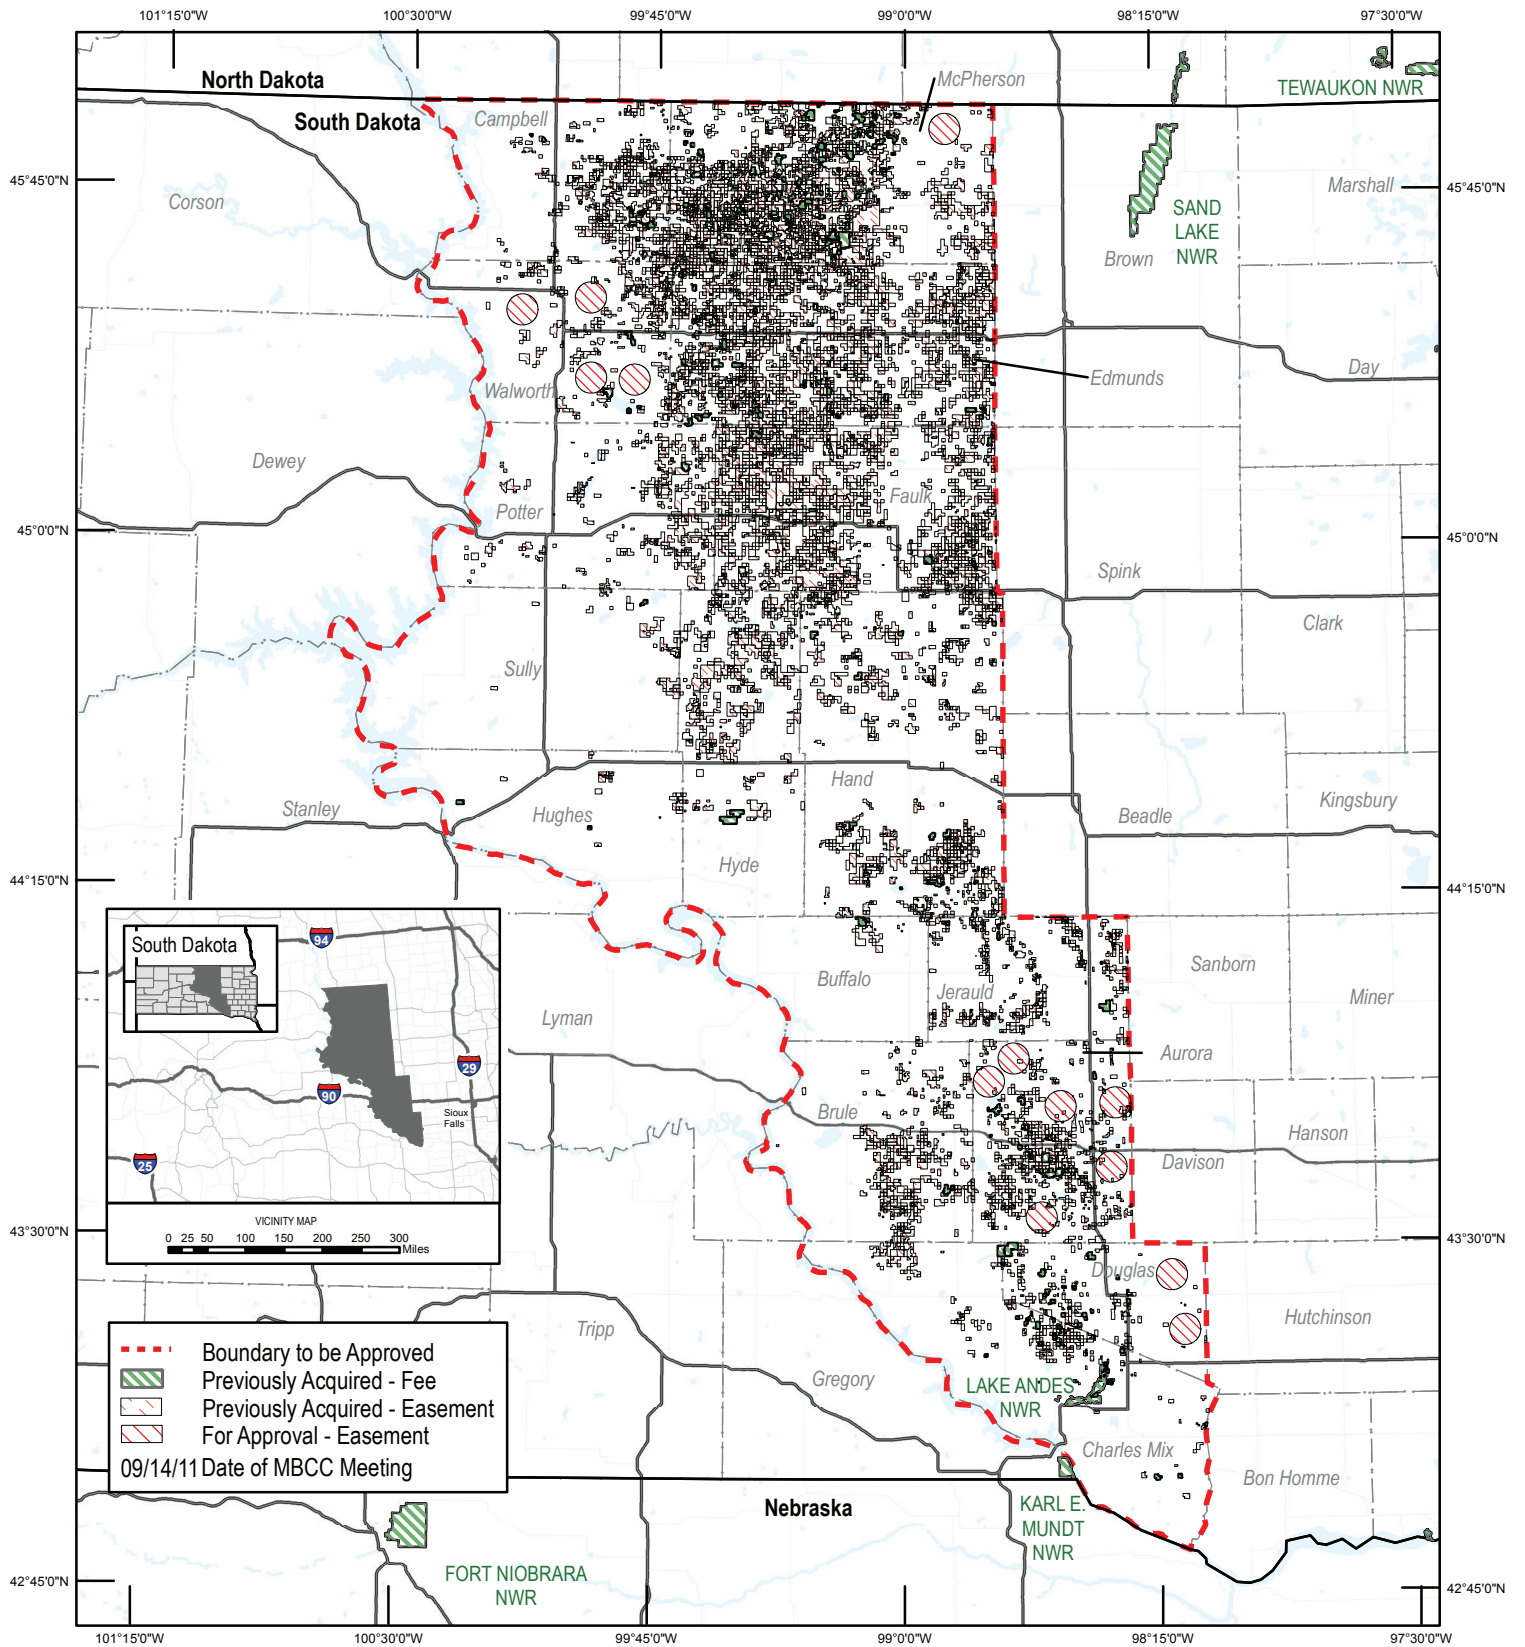 101°15'0"W 100°30'0"W 99°45'0"W 99°0'0"W 98°15'0"W 97°30'0"W
McPherson
North Dakota
TEWAUKON NWR
South Dakota
Campbell
45°45'0"N
45°45'0"N
Marshall
Corson
SAND
LAKE
NWR
Brown
Day
Edmunds
Walworth
Dewey
Faulk
Potter
45°0'0"N
45°0'0"N
Spink
Clark
Sully
Hand
Kingsbury
Stanley
Hughes
Beadle
Hyde
44°15'0"N
44°15'0"N
South Dakota
94
Buffalo
Sanborn
Jerauld
Miner
Lyman
Aurora
29
90
Sioux
Falls
Brule
Hanson
Davison
25
VICINITY MAP
0 25 50 100 150 200 250 300
Miles
43°30'0"N
43°30'0"N
Douglas
Hutchinson
Tripp
Gregory
LAKE ANDES
NWR
Charles Mix
Bon Homme
Boundary to be Approved
Previously Acquired - Fee
Previously Acquired - Easement
For Approval - Easement
09/14/11 Date of MBCC Meeting
Nebraska
KARL E.
MUNDT
NWR
FORT NIOBRARA
NWR
42°45'0"N
42°45'0"N
101°15'0"W 100°30'0"W 99°45'0"W 99°0'0"W 98°15'0"W 97°30'0"W